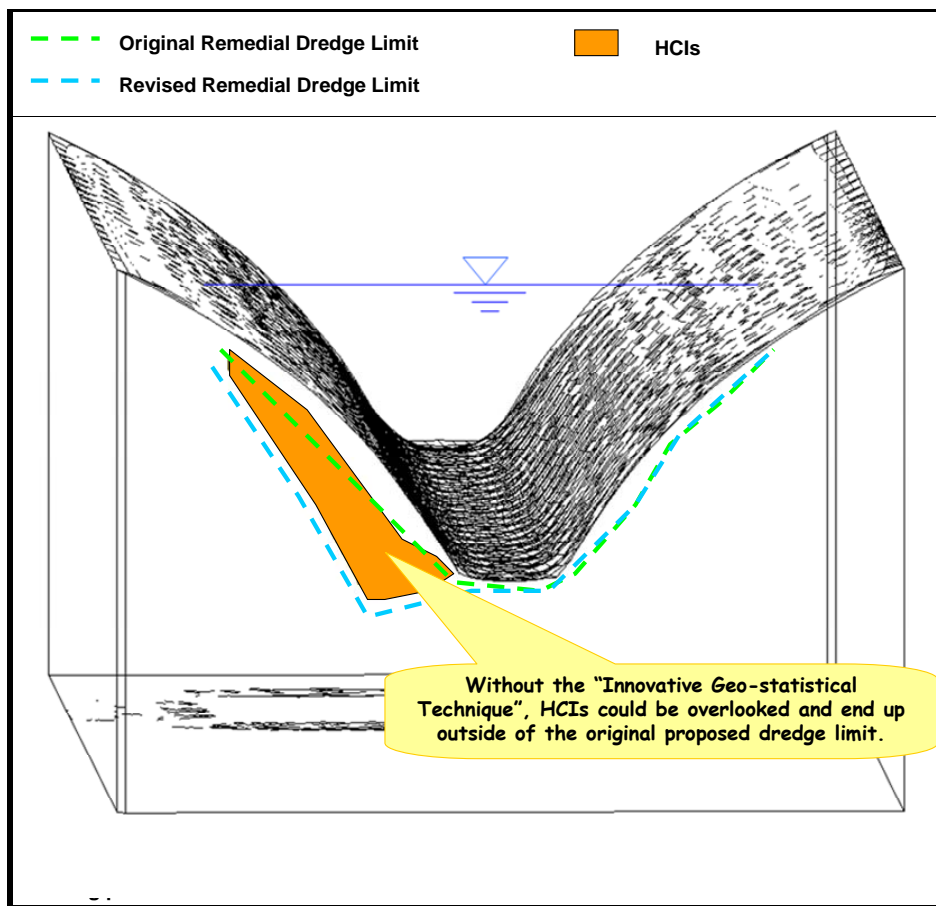 Original Remedial Dredge Limit
HCIs
Revised Remedial Dredge Limit
Without the “Innovative Geo-statistical
Technique”, HCIs could be overlooked and end up
outside of the original proposed dredge limit.